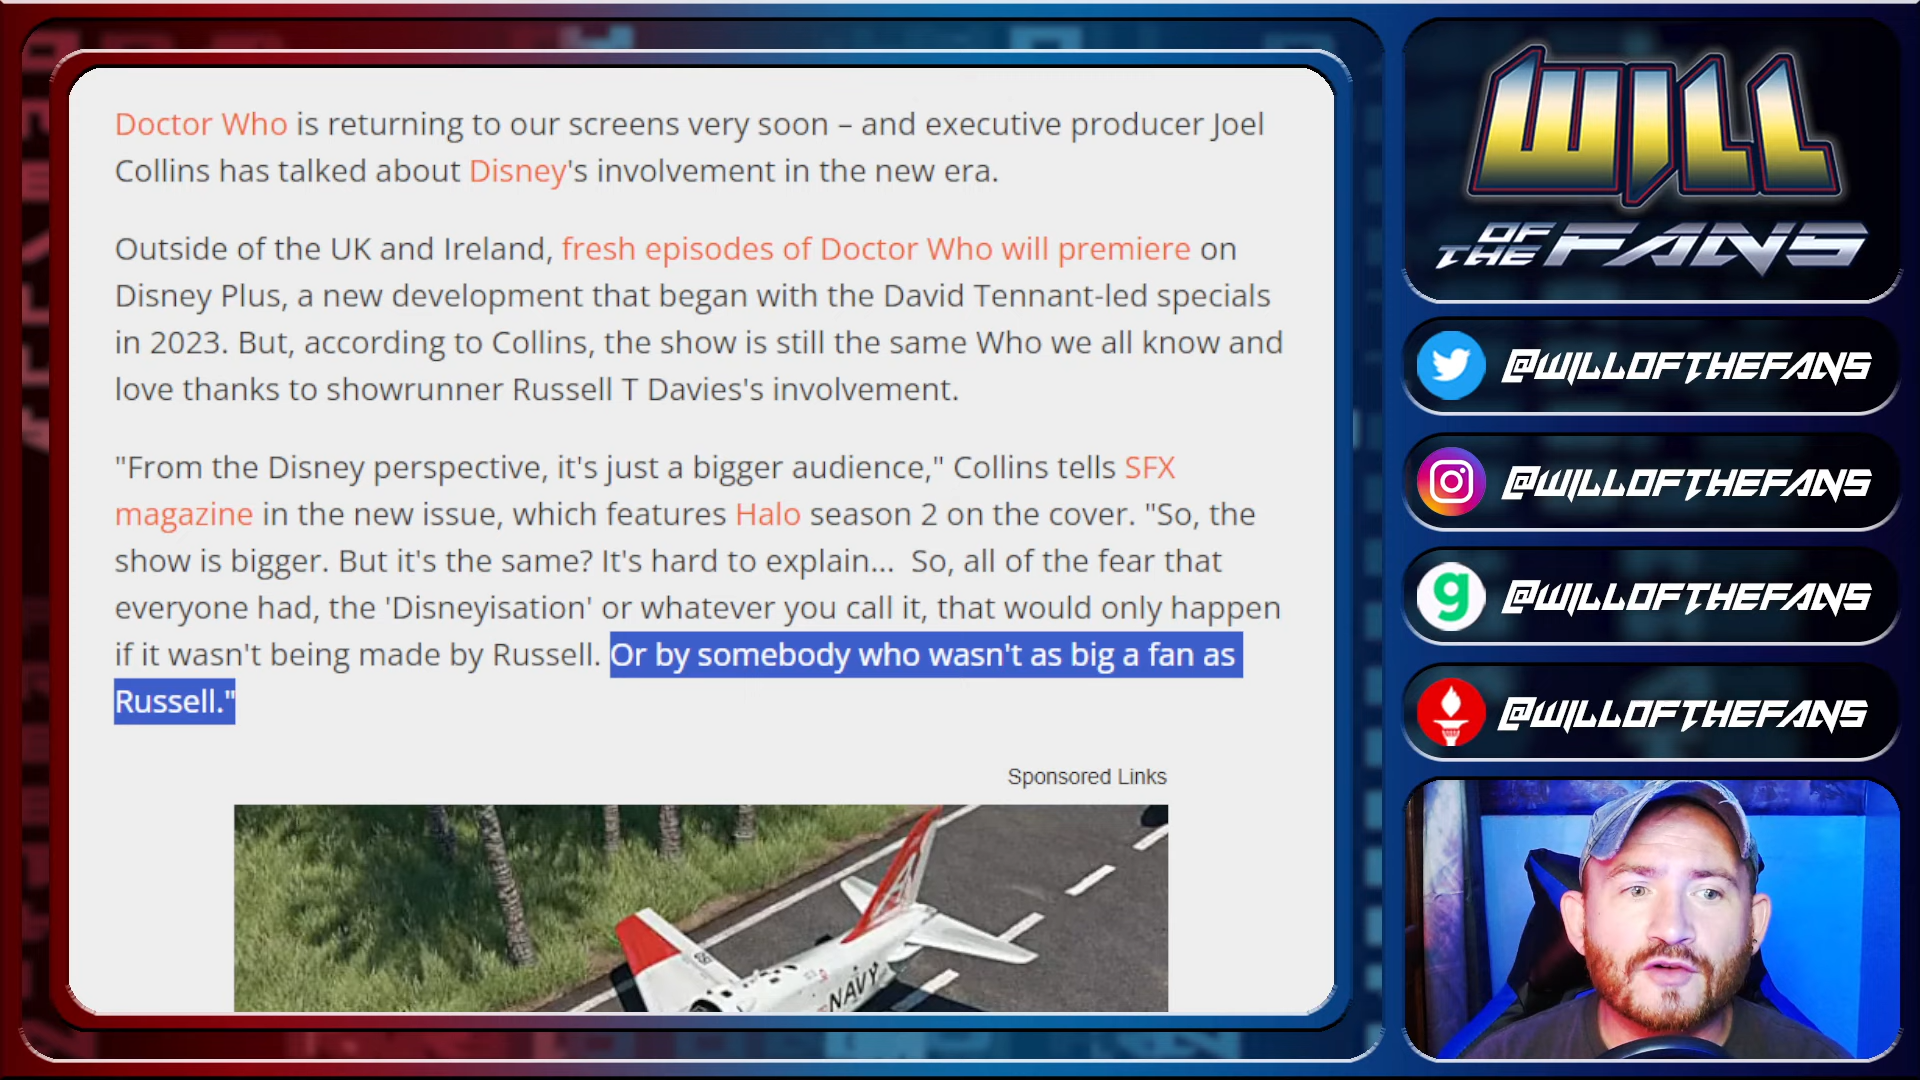 Doctor Who is returning to our screens very soon – and executive producer Joel
Collins has talked about Disney's involvement in the new era.
Outside of the UK and Ireland, fresh episodes of Doctor Who will premiere on
Disney Plus, a new development that began with the David Tennant-led specials
in 2023. But, according to Collins, the show is still the same Who we all know and
love thanks to showrunner Russell T Davies's involvement.
"From the Disney perspective, it's just a bigger audience," Collins tells SFX
magazine in the new issue, which features Halo season 2 on the cover. "So, the
show is bigger. But it's the same? It's hard to explain... So, all of the fear that
everyone had, the 'Disneyisation' or whatever you call it, that would only happen
if it wasn't being made by Russell. Or by somebody who wasn't as big a fan as
Russell."
Sponsored Links
NAVY
WILL
OF THE FANS
@WILLOFTHEFANS
@WILLOFTHEFANS
g
@WILLOFTHEFANS
@WILLOFTHEFANS